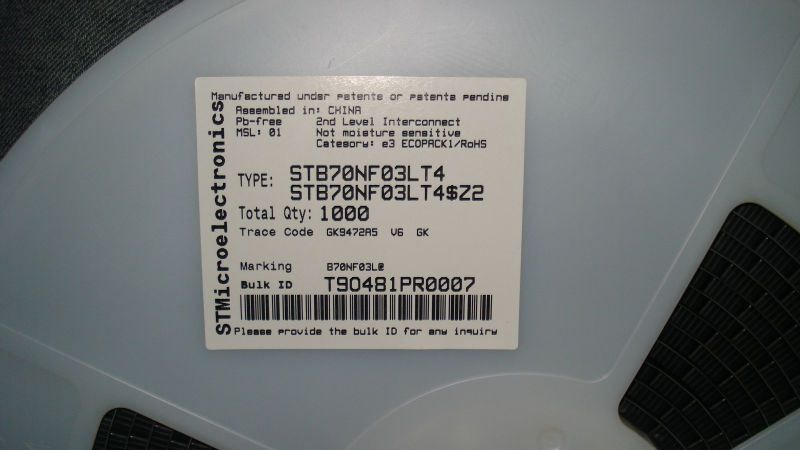 Manufactured under patents or patents pending
Assembled in: CHINA
Pb-free 2nd Level Interconnect
MSL: 01 Not moisture sensitive
Category: e3 ECOPACK1/RoHS
TYPE: STB70NF03LT4
STB70NF03LT4$Z2
Total Qty: 1000
Trace Code GK9472A5 V6 GK
Marking B70NF03L@
Bulk ID T90481PR0007
Please provide the bulk ID for any inquiry
STMicroelectronics